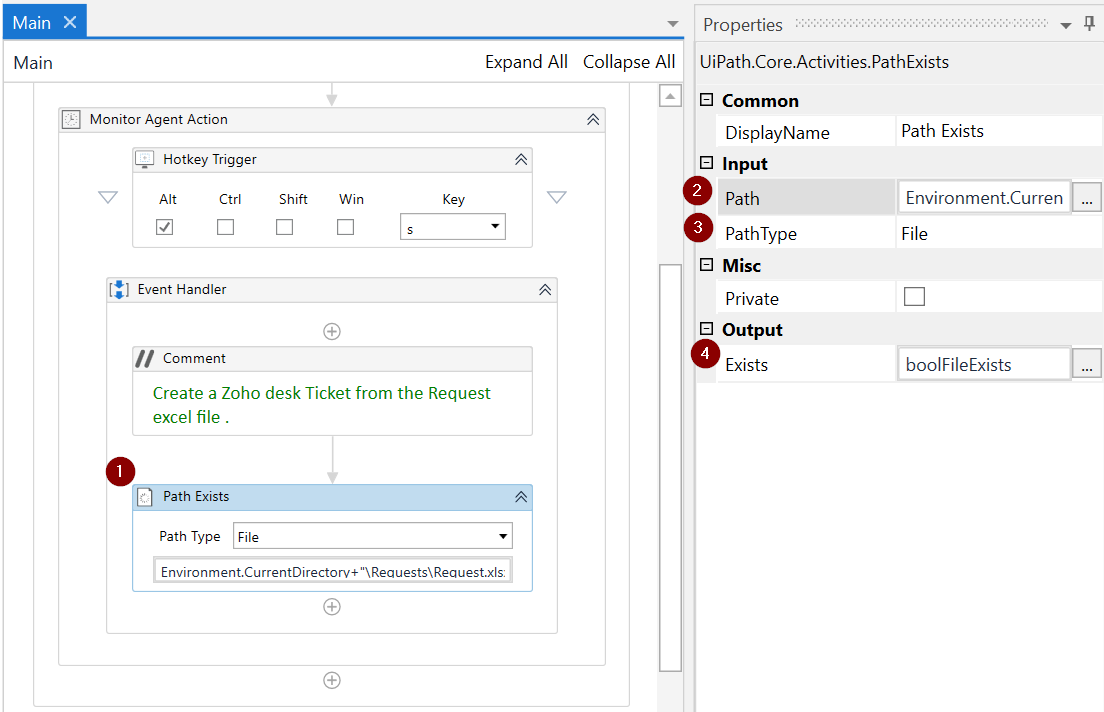 Main
Main
Expand All Collapse All
Monitor Agent Action
Hotkey Trigger
Alt Ctrl Shift Win Key
s
Event Handler
Comment
Create a Zoho desk Ticket from the Request
excel file .
1
Path Exists
Path Type File
Environment.CurrentDirectory+"\Requests\Request.xls
Properties
UiPath.Core.Activities.PathExists
Common
DisplayName Path Exists
Input
2 Path Environment.Curren ...
3 PathType File
Misc
Private
Output
4 Exists boolFileExists ...